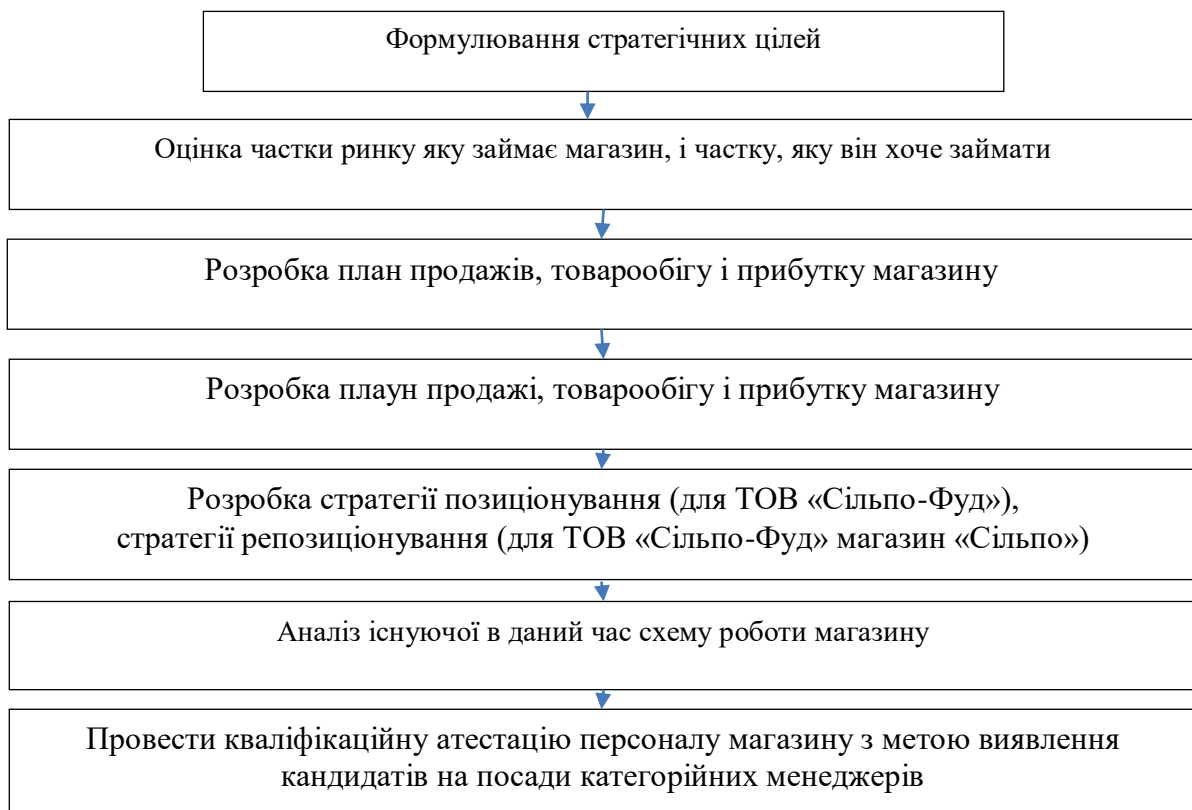 Формулювання стратегічних цілей
Оцінка частки ринку яку займає магазин, і частку, яку він хоче займати
Розробка план продажів, товарообігу і прибутку магазину
Розробка плаун продажі, товарообігу і прибутку магазину
Розробка стратегії позиціонування (для ТОВ «Сільпо-Фуд»),
стратегії репозиціонування (для ТОВ «Сільпо-Фуд» магазин «Сільпо»)
Аналіз існуючої в даний час схему роботи магазину
Провести кваліфікаційну атестацію персоналу магазину з метою виявлення
кандидатів на посади категорійних менеджерів